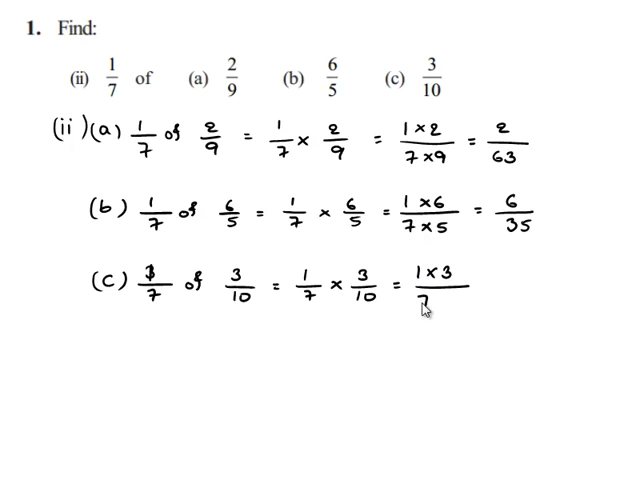 1. Find:
(ii) 1/7 of (a) 2/9 (b) 6/5 (c) 3/10
(ii) (a) 1/7 of 2/9 = 1/7 × 2/9 = 1×2/7×9 = 2/63
(b) 1/7 of 6/5 = 1/7 × 6/5 = 1×6/7×5 = 6/35
(c) 1/7 of 3/10 = 1/7 × 3/10 = 1×3/7